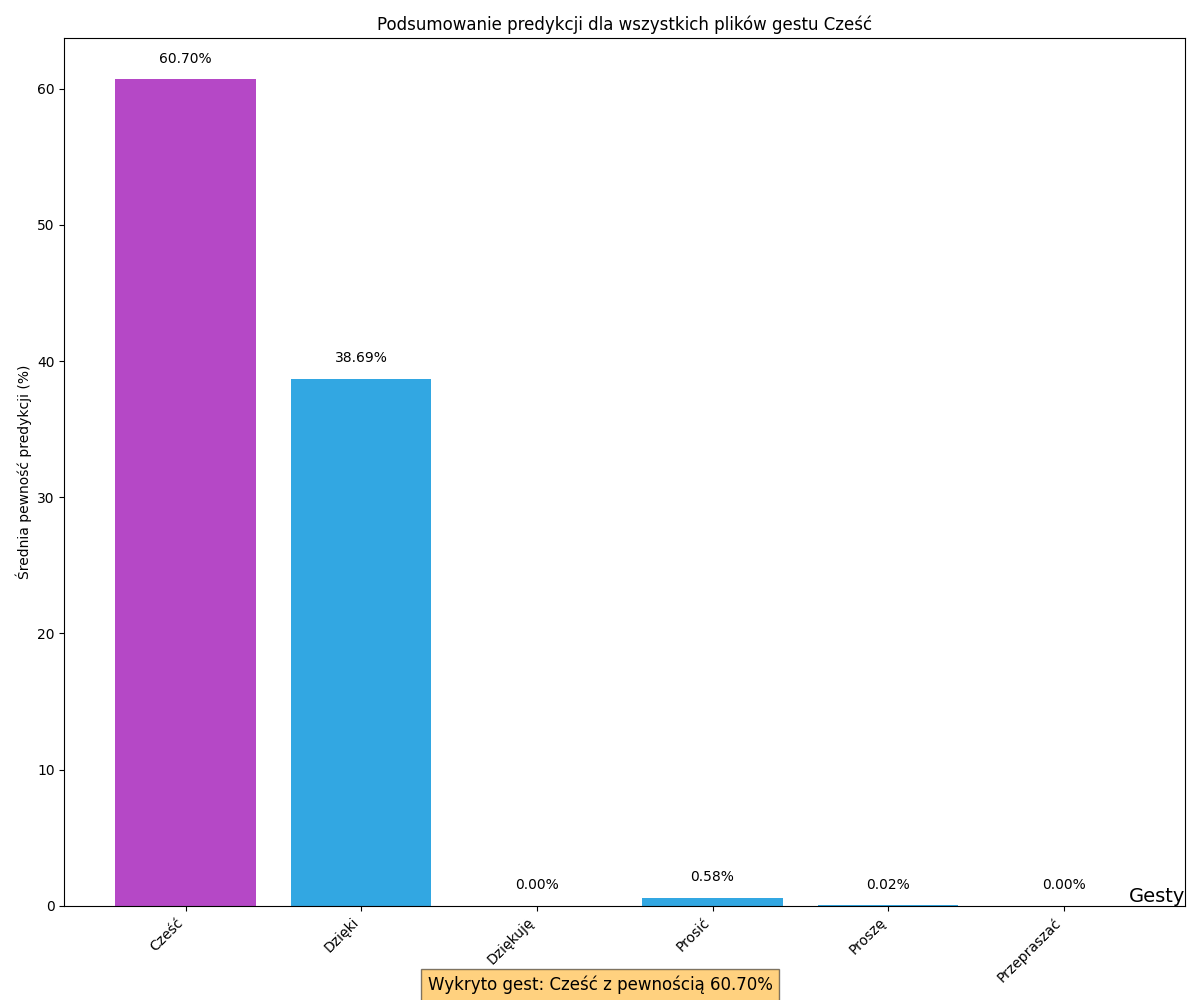 Podsumowanie predykcji dla wszystkich plików gestu Cześć
60.70%
60
50
38.69%
40
Średnia pewność predykcji (%)
30
20
10
0.00%
0.58%
0.02%
0.00%
Gesty
0
Cześć
Dzięki
Dziękuję
Prosić
Proszę
Przepraszać
Wykryto gest: Cześć z pewnością 60.70%